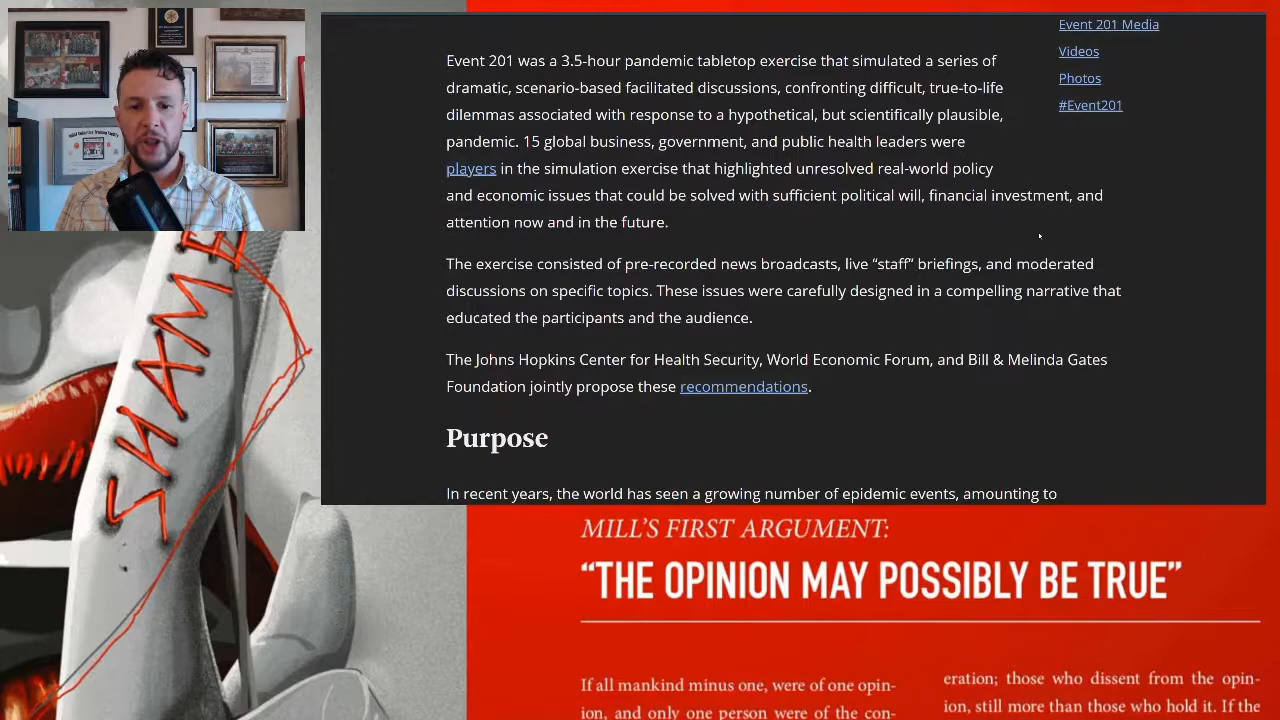 Event 201 was a 3.5-hour pandemic tabletop exercise that simulated a series of
dramatic, scenario-based facilitated discussions, confronting difficult, true-to-life
dilemmas associated with response to a hypothetical, but scientifically plausible,
pandemic. 15 global business, government, and public health leaders were
players in the simulation exercise that highlighted unresolved real-world policy
and economic issues that could be solved with sufficient political will, financial investment, and
attention now and in the future.
The exercise consisted of pre-recorded news broadcasts, live “staff” briefings, and moderated
discussions on specific topics. These issues were carefully designed in a compelling narrative that
educated the participants and the audience.
The Johns Hopkins Center for Health Security, World Economic Forum, and Bill & Melinda Gates
Foundation jointly propose these recommendations.
Purpose
In recent years, the world has seen a growing number of epidemic events, amounting to
Event 201 Media
Videos
Photos
#Event201
SHAME
MILL’S FIRST ARGUMENT:
“THE OPINION MAY POSSIBLY BE TRUE”
If all mankind minus one, were of one opin-
ion, and only one person were of the con-
eration; those who dissent from the opin-
ion, still more than those who hold it. If the